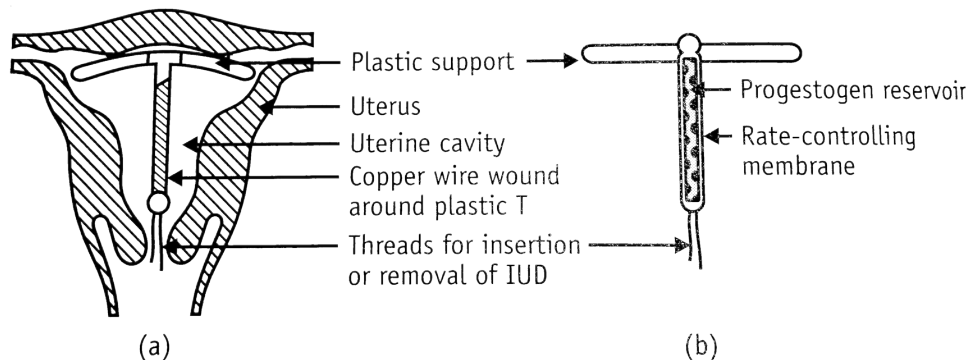 Plastic support
Uterus
Uterine cavity
Copper wire wound
around plastic T
Threads for insertion
or removal of IUD
Progestogen reservoir
Rate-controlling
membrane
(a)
(b)